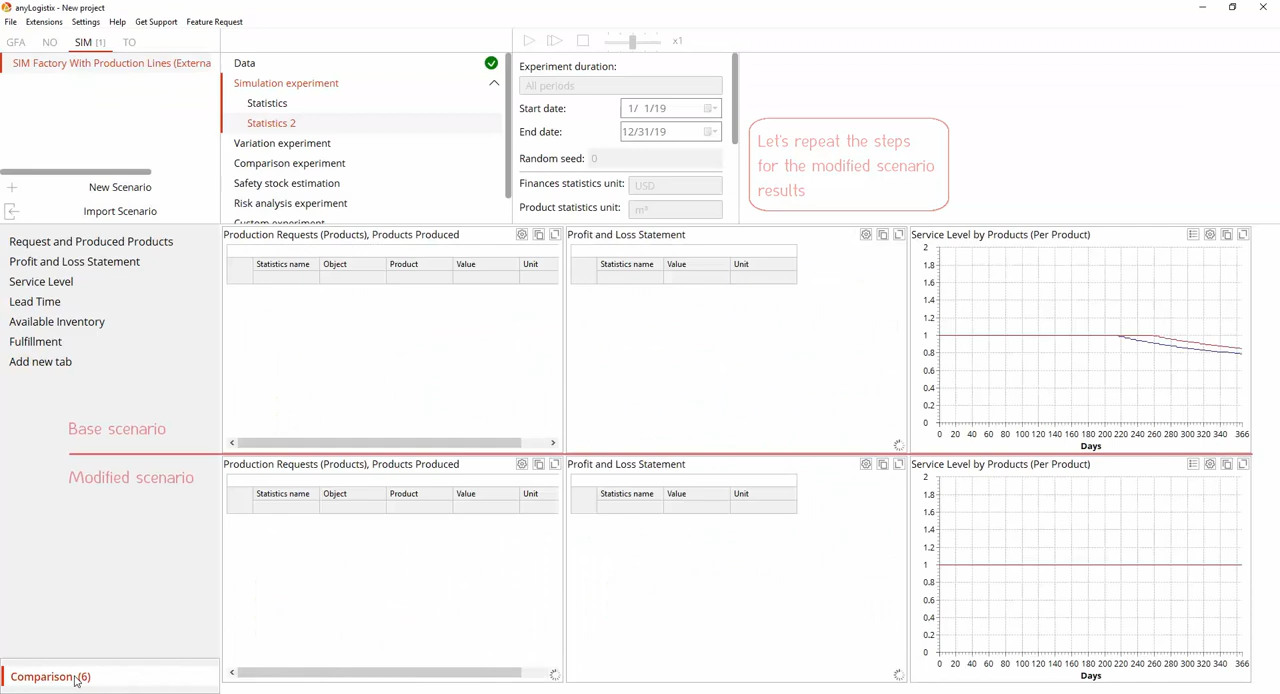 anyLogistix - New project
File Extensions Settings Help Get Support Feature Request
GFA NO SIM [1] TO
SIM Factory With Production Lines (Externa
New Scenario
Import Scenario
Data
Simulation experiment
Statistics
Statistics 2
Variation experiment
Comparison experiment
Safety stock estimation
Risk analysis experiment
Custom experiment
x1
Experiment duration:
All periods
Start date: 1/ 1/19
End date: 12/31/19
Random seed: 0
Finances statistics unit: USD
Product statistics unit: m³
Let's repeat the steps
for the modified scenario
results
Request and Produced Products
Profit and Loss Statement
Service Level
Lead Time
Available Inventory
Fulfillment
Add new tab
Base scenario
Modified scenario
Comparison (6)
Production Requests (Products), Products Produced
Statistics name Object Product Value Unit
Profit and Loss Statement
Statistics name Value Unit
Service Level by Products (Per Product)
2
1.8
1.6
1.4
1.2
1
0.8
0.6
0.4
0.2
0
0 20 40 60 80 100 120 140 160 180 200 220 240 260 280 300 320 340 366
Days
Production Requests (Products), Products Produced
Statistics name Object Product Value Unit
Profit and Loss Statement
Statistics name Value Unit
Service Level by Products (Per Product)
2
1.8
1.6
1.4
1.2
1
0.8
0.6
0.4
0.2
0
0 20 40 60 80 100 120 140 160 180 200 220 240 260 280 300 320 340 366
Days